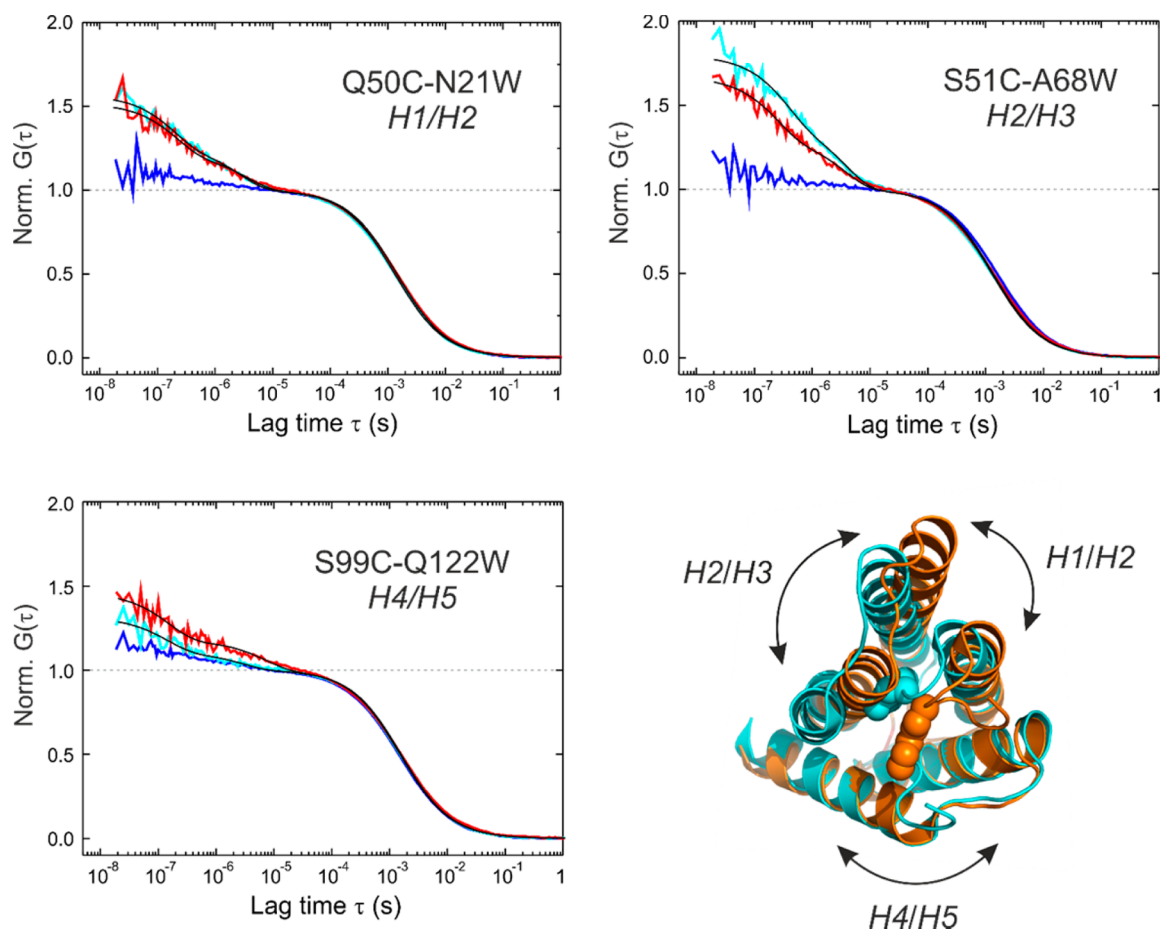 2.0
Q50C-N21W
H1/H2
1.5
1.0
0.5
0.0
Norm. G(τ)
10⁻⁸ 10⁻⁷ 10⁻⁶ 10⁻⁵ 10⁻⁴ 10⁻³ 10⁻² 10⁻¹ 1
Lag time τ (s)
2.0
S51C-A68W
H2/H3
1.5
1.0
0.5
0.0
Norm. G(τ)
10⁻⁸ 10⁻⁷ 10⁻⁶ 10⁻⁵ 10⁻⁴ 10⁻³ 10⁻² 10⁻¹ 1
Lag time τ (s)
2.0
S99C-Q122W
H4/H5
1.5
1.0
0.5
0.0
Norm. G(τ)
10⁻⁸ 10⁻⁷ 10⁻⁶ 10⁻⁵ 10⁻⁴ 10⁻³ 10⁻² 10⁻¹ 1
Lag time τ (s)
H2/H3
H1/H2
H4/H5